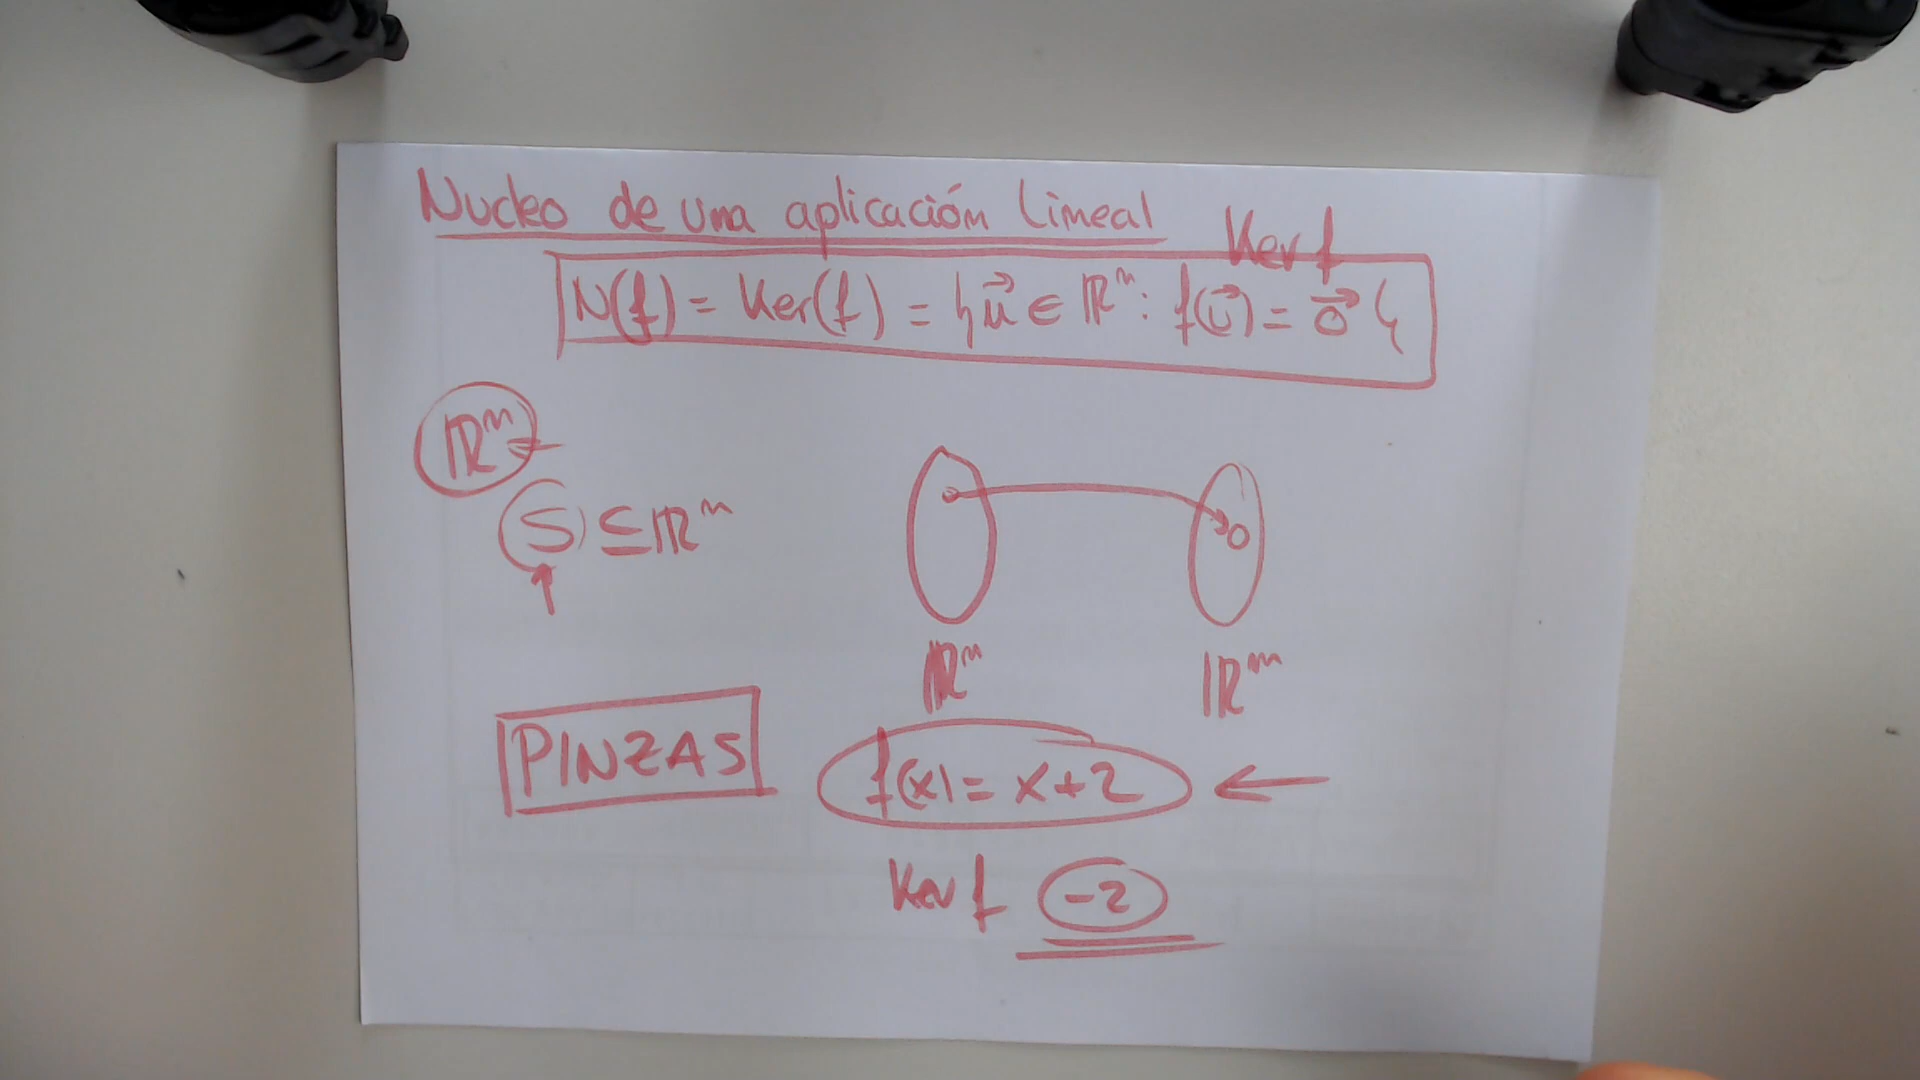 Nucleo de una aplicación Lineal
Ker f
N(f) = Ker(f) = { u⃗ ∈ ℝⁿ : f(u⃗) = 0⃗ }
ℝⁿ
S ⊆ ℝⁿ
0
ℝⁿ ℝᵐ
PINZAS
f(x) = x+2
Ker f -2